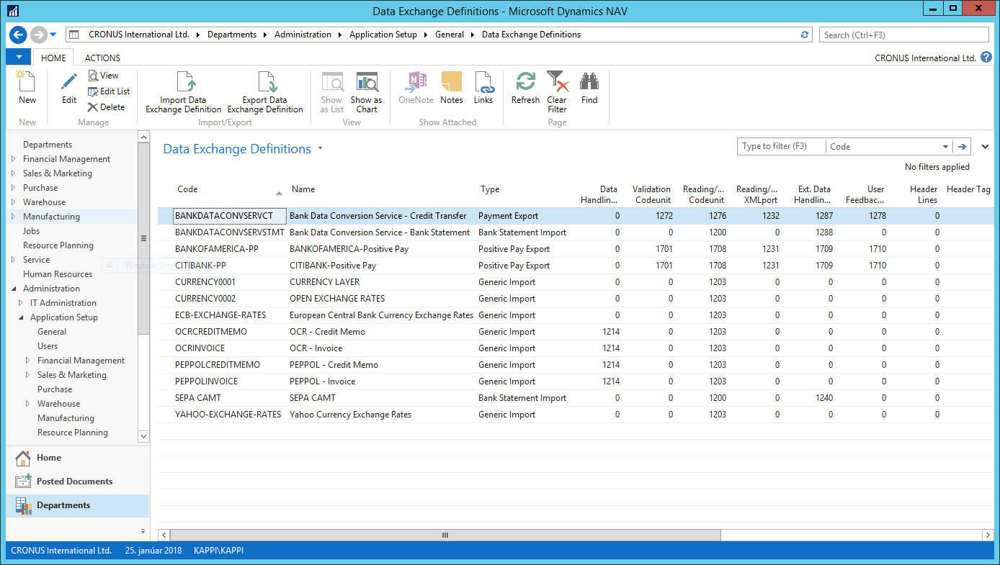 Data Exchange Definitions - Microsoft Dynamics NAV
CRONUS International Ltd. Departments Administration Application Setup General Data Exchange Definitions
Search (Ctrl+F3)
HOME ACTIONS
CRONUS International Ltd.
New
Edit
View
Edit List
Delete
Import Data Exchange Definition
Export Data Exchange Definition
Show as List
Show as Chart
OneNote
Notes
Links
Refresh
Clear Filter
Find
New Manage Import/Export View Show Attached Page
Departments
Financial Management
Sales & Marketing
Purchase
Warehouse
Manufacturing
Jobs
Resource Planning
Service
Window Snip
Human Resources
Administration
IT Administration
Application Setup
General
Users
Financial Management
Sales & Marketing
Purchase
Warehouse
Manufacturing
Resource Planning
Home
Posted Documents
Departments
Data Exchange Definitions
Type to filter (F3) Code
No filters applied
Code Name Type Data Handlin... Validation Codeunit Reading/... Codeunit Reading/... XMLport Ext. Data Handlin... User Feedbac... Header Lines Header Tag
BANKDATACONVSERVCT Bank Data Conversion Service - Credit Transfer Payment Export 0 1272 1276 1232 1287 1278 0
BANKDATACONVSERVSTMT Bank Data Conversion Service - Bank Statement Bank Statement Import 0 0 1200 0 1288 0 0
BANKOFAMERICA-PP BANKOFAMERICA-Positive Pay Positive Pay Export 0 1701 1708 1231 1709 1710 0
CITIBANK-PP CITIBANK-Positive Pay Positive Pay Export 0 1701 1708 1231 1709 1710 0
CURRENCY0001 CURRENCY LAYER Generic Import 0 0 1203 0 0 0 0
CURRENCY0002 OPEN EXCHANGE RATES Generic Import 0 0 1203 0 0 0 0
ECB-EXCHANGE-RATES European Central Bank Currency Exchange Rates Generic Import 0 0 1203 0 0 0 0
OCRCREDITMEMO OCR - Credit Memo Generic Import 1214 0 1203 0 0 0 0
OCRINVOICE OCR - Invoice Generic Import 1214 0 1203 0 0 0 0
PEPPOLCREDITMEMO PEPPOL - Credit Memo Generic Import 1214 0 1203 0 0 0 0
PEPPOLINVOICE PEPPOL - Invoice Generic Import 1214 0 1203 0 0 0 0
SEPA CAMT SEPA CAMT Bank Statement Import 0 0 1200 0 1240 0 0
YAHOO-EXCHANGE-RATES Yahoo Currency Exchange Rates Generic Import 0 0 1203 0 0 0 0
CRONUS International Ltd. 25. janúar 2018 KAPPI\KAPPI